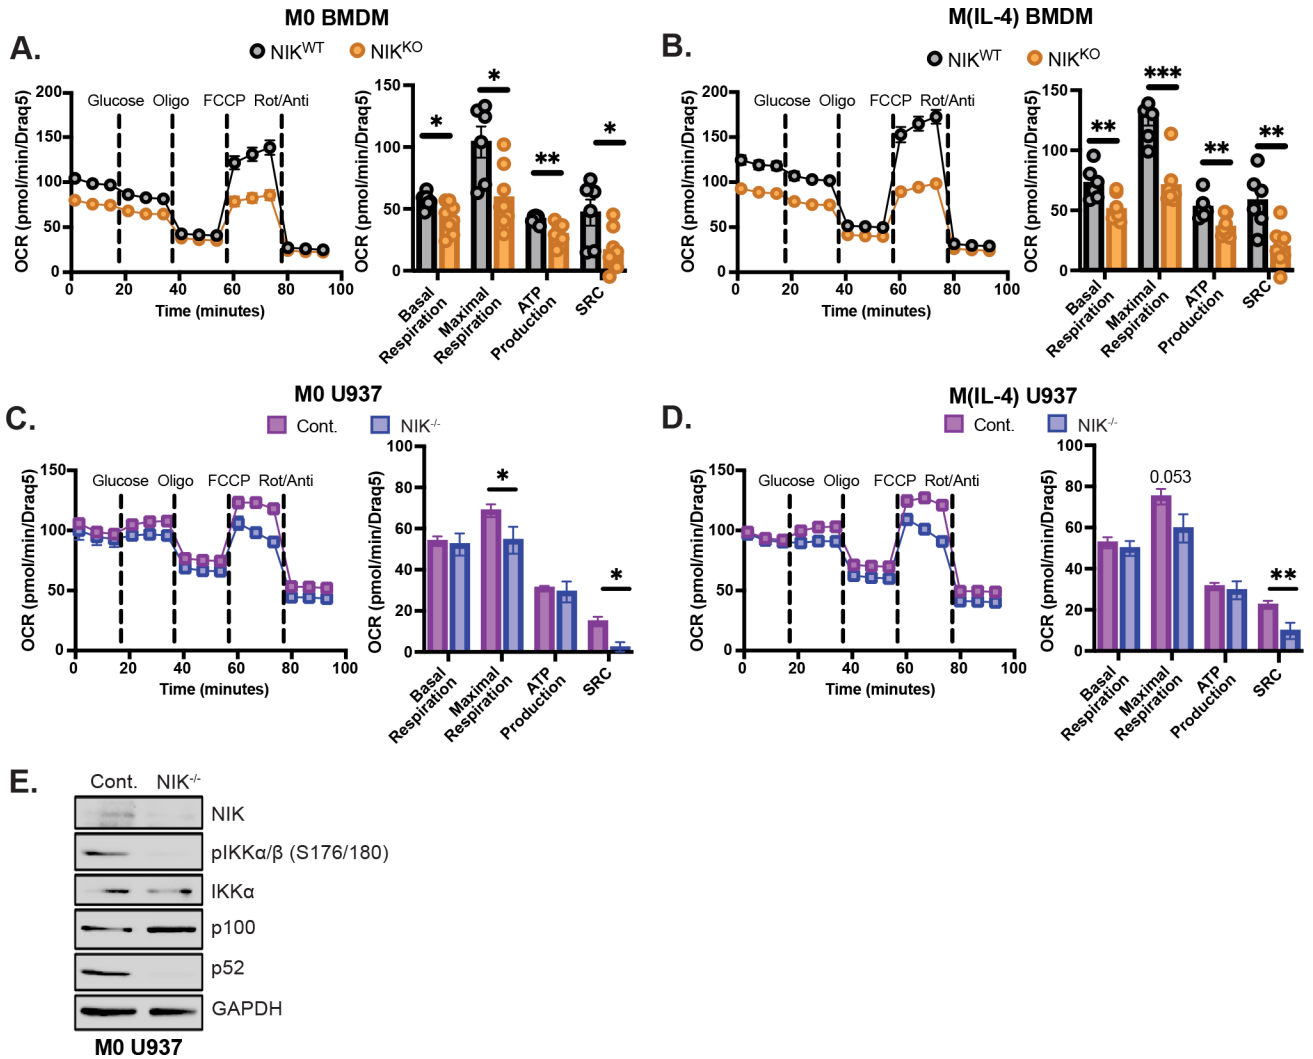 M0 BMDM
A.
NIKWT NIKKO
OCR (pmol/min/Draq5)
200
150
100
50
0
Glucose Oligo FCCP Rot/Anti
0 20 40 60 80 100
Time (minutes)
OCR (pmol/min/Draq5)
150
100
50
0
* * ** *
Basal Respiration
Maximal Respiration
ATP Production
SRC
M(IL-4) BMDM
B.
NIKWT NIKKO
OCR (pmol/min/Draq5)
200
150
100
50
0
Glucose Oligo FCCP Rot/Anti
0 20 40 60 80 100
Time (minutes)
OCR (pmol/min/Draq5)
150
100
50
0
** *** ** **
Basal Respiration
Maximal Respiration
ATP Production
SRC
M0 U937
C.
Cont. NIK-/-
OCR (pmol/min/Draq5)
150
100
50
0
Glucose Oligo FCCP Rot/Anti
0 20 40 60 80 100
Time (minutes)
OCR (pmol/min/Draq5)
100
80
60
40
20
0
* *
Basal Respiration
Maximal Respiration
ATP Production
SRC
M(IL-4) U937
D.
Cont. NIK-/-
OCR (pmol/min/Draq5)
150
100
50
0
Glucose Oligo FCCP Rot/Anti
0 20 40 60 80 100
Time (minutes)
OCR (pmol/min/Draq5)
100
80
60
40
20
0
0.053
**
Basal Respiration
Maximal Respiration
ATP Production
SRC
E.
Cont. NIK-/-
NIK
pIKKα/β (S176/180)
IKKα
p100
p52
GAPDH
M0 U937